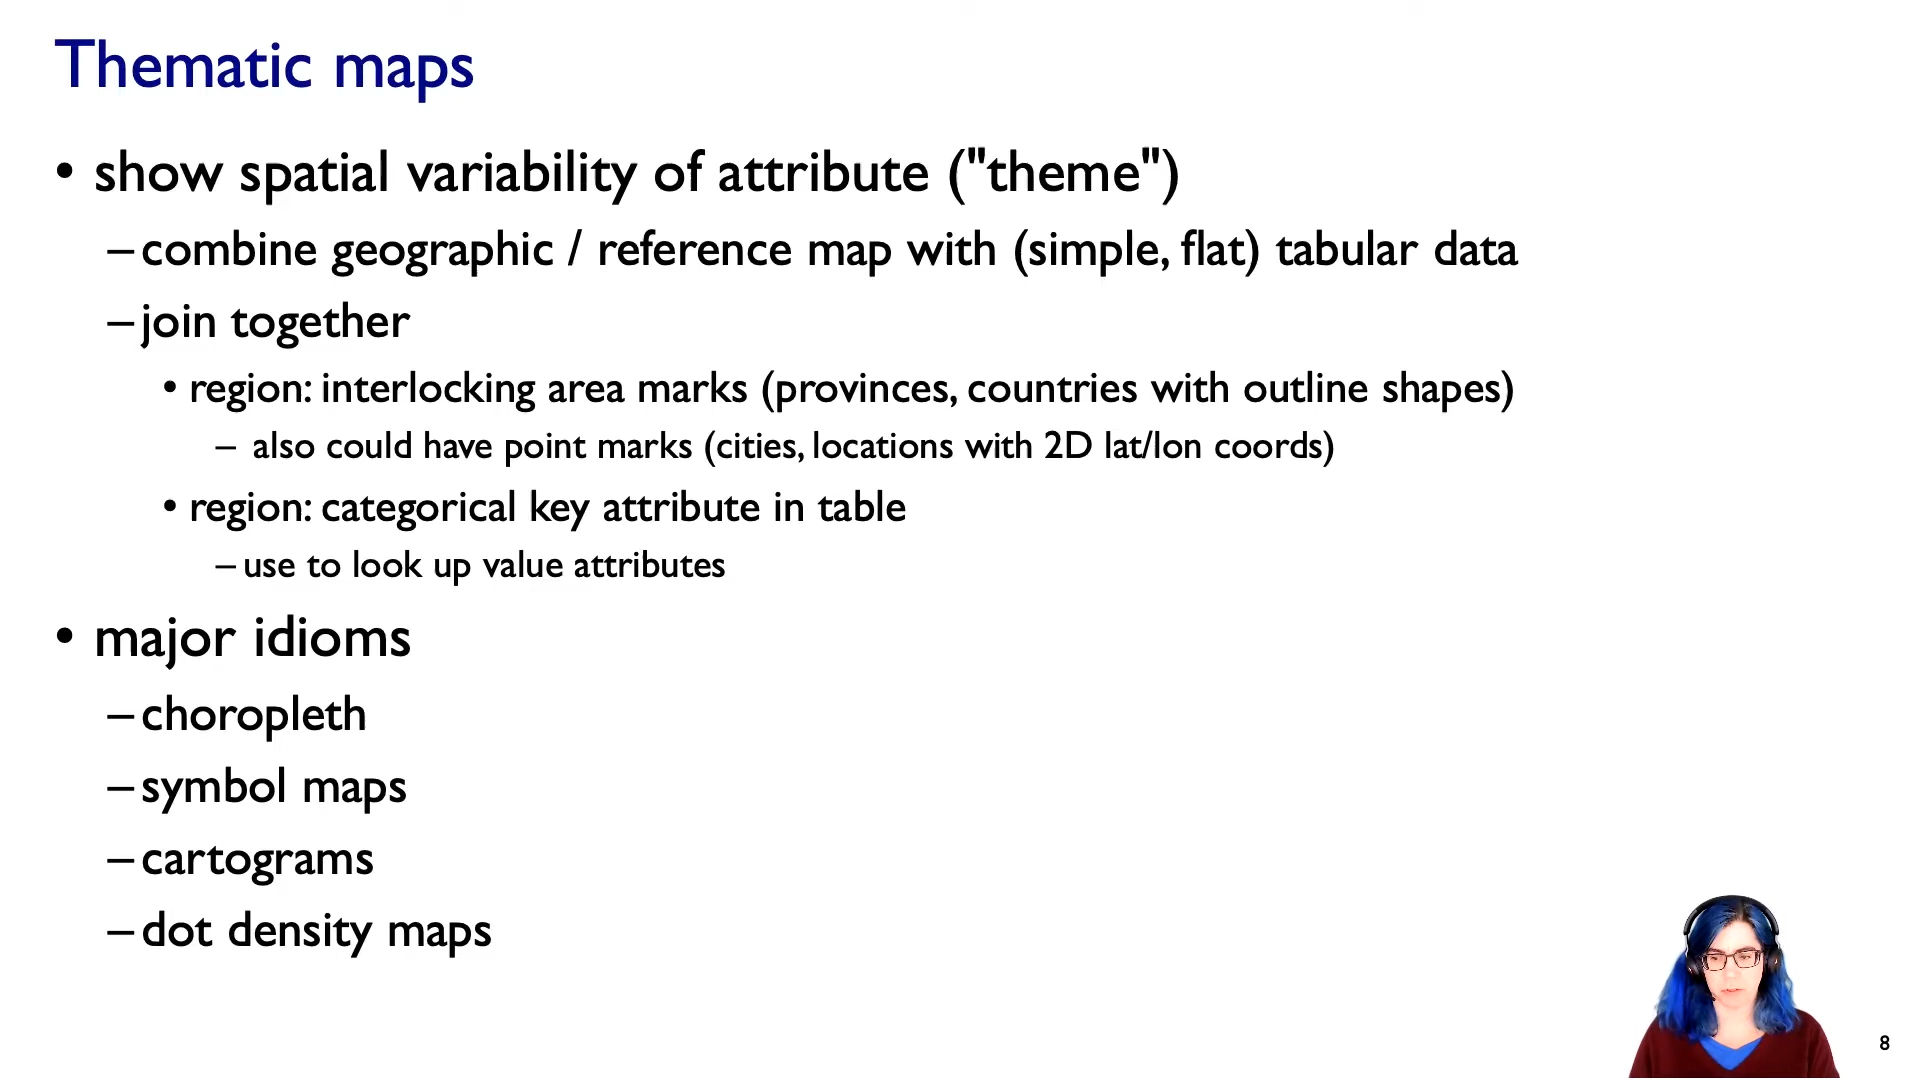 Thematic maps
• show spatial variability of attribute ("theme")
– combine geographic / reference map with (simple, flat) tabular data
– join together
• region: interlocking area marks (provinces, countries with outline shapes)
– also could have point marks (cities, locations with 2D lat/lon coords)
• region: categorical key attribute in table
– use to look up value attributes
• major idioms
– choropleth
– symbol maps
– cartograms
– dot density maps
8